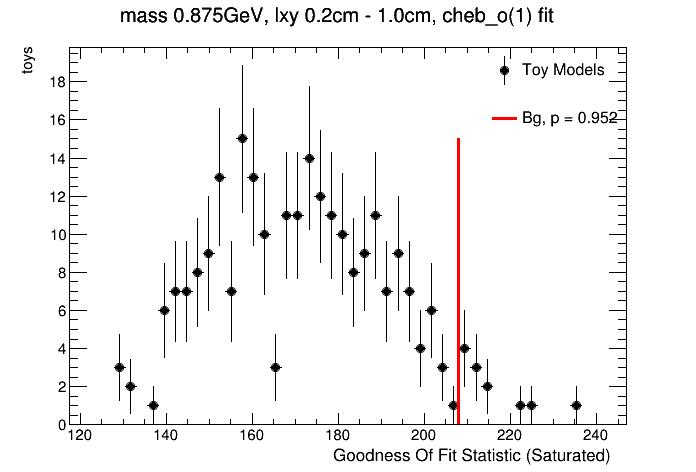 mass 0.875GeV, lxy 0.2cm - 1.0cm, cheb_o(1) fit
toys
Toy Models
Bg, p = 0.952
18
16
14
12
10
8
6
4
2
0
120 140 160 180 200 220 240
Goodness Of Fit Statistic (Saturated)